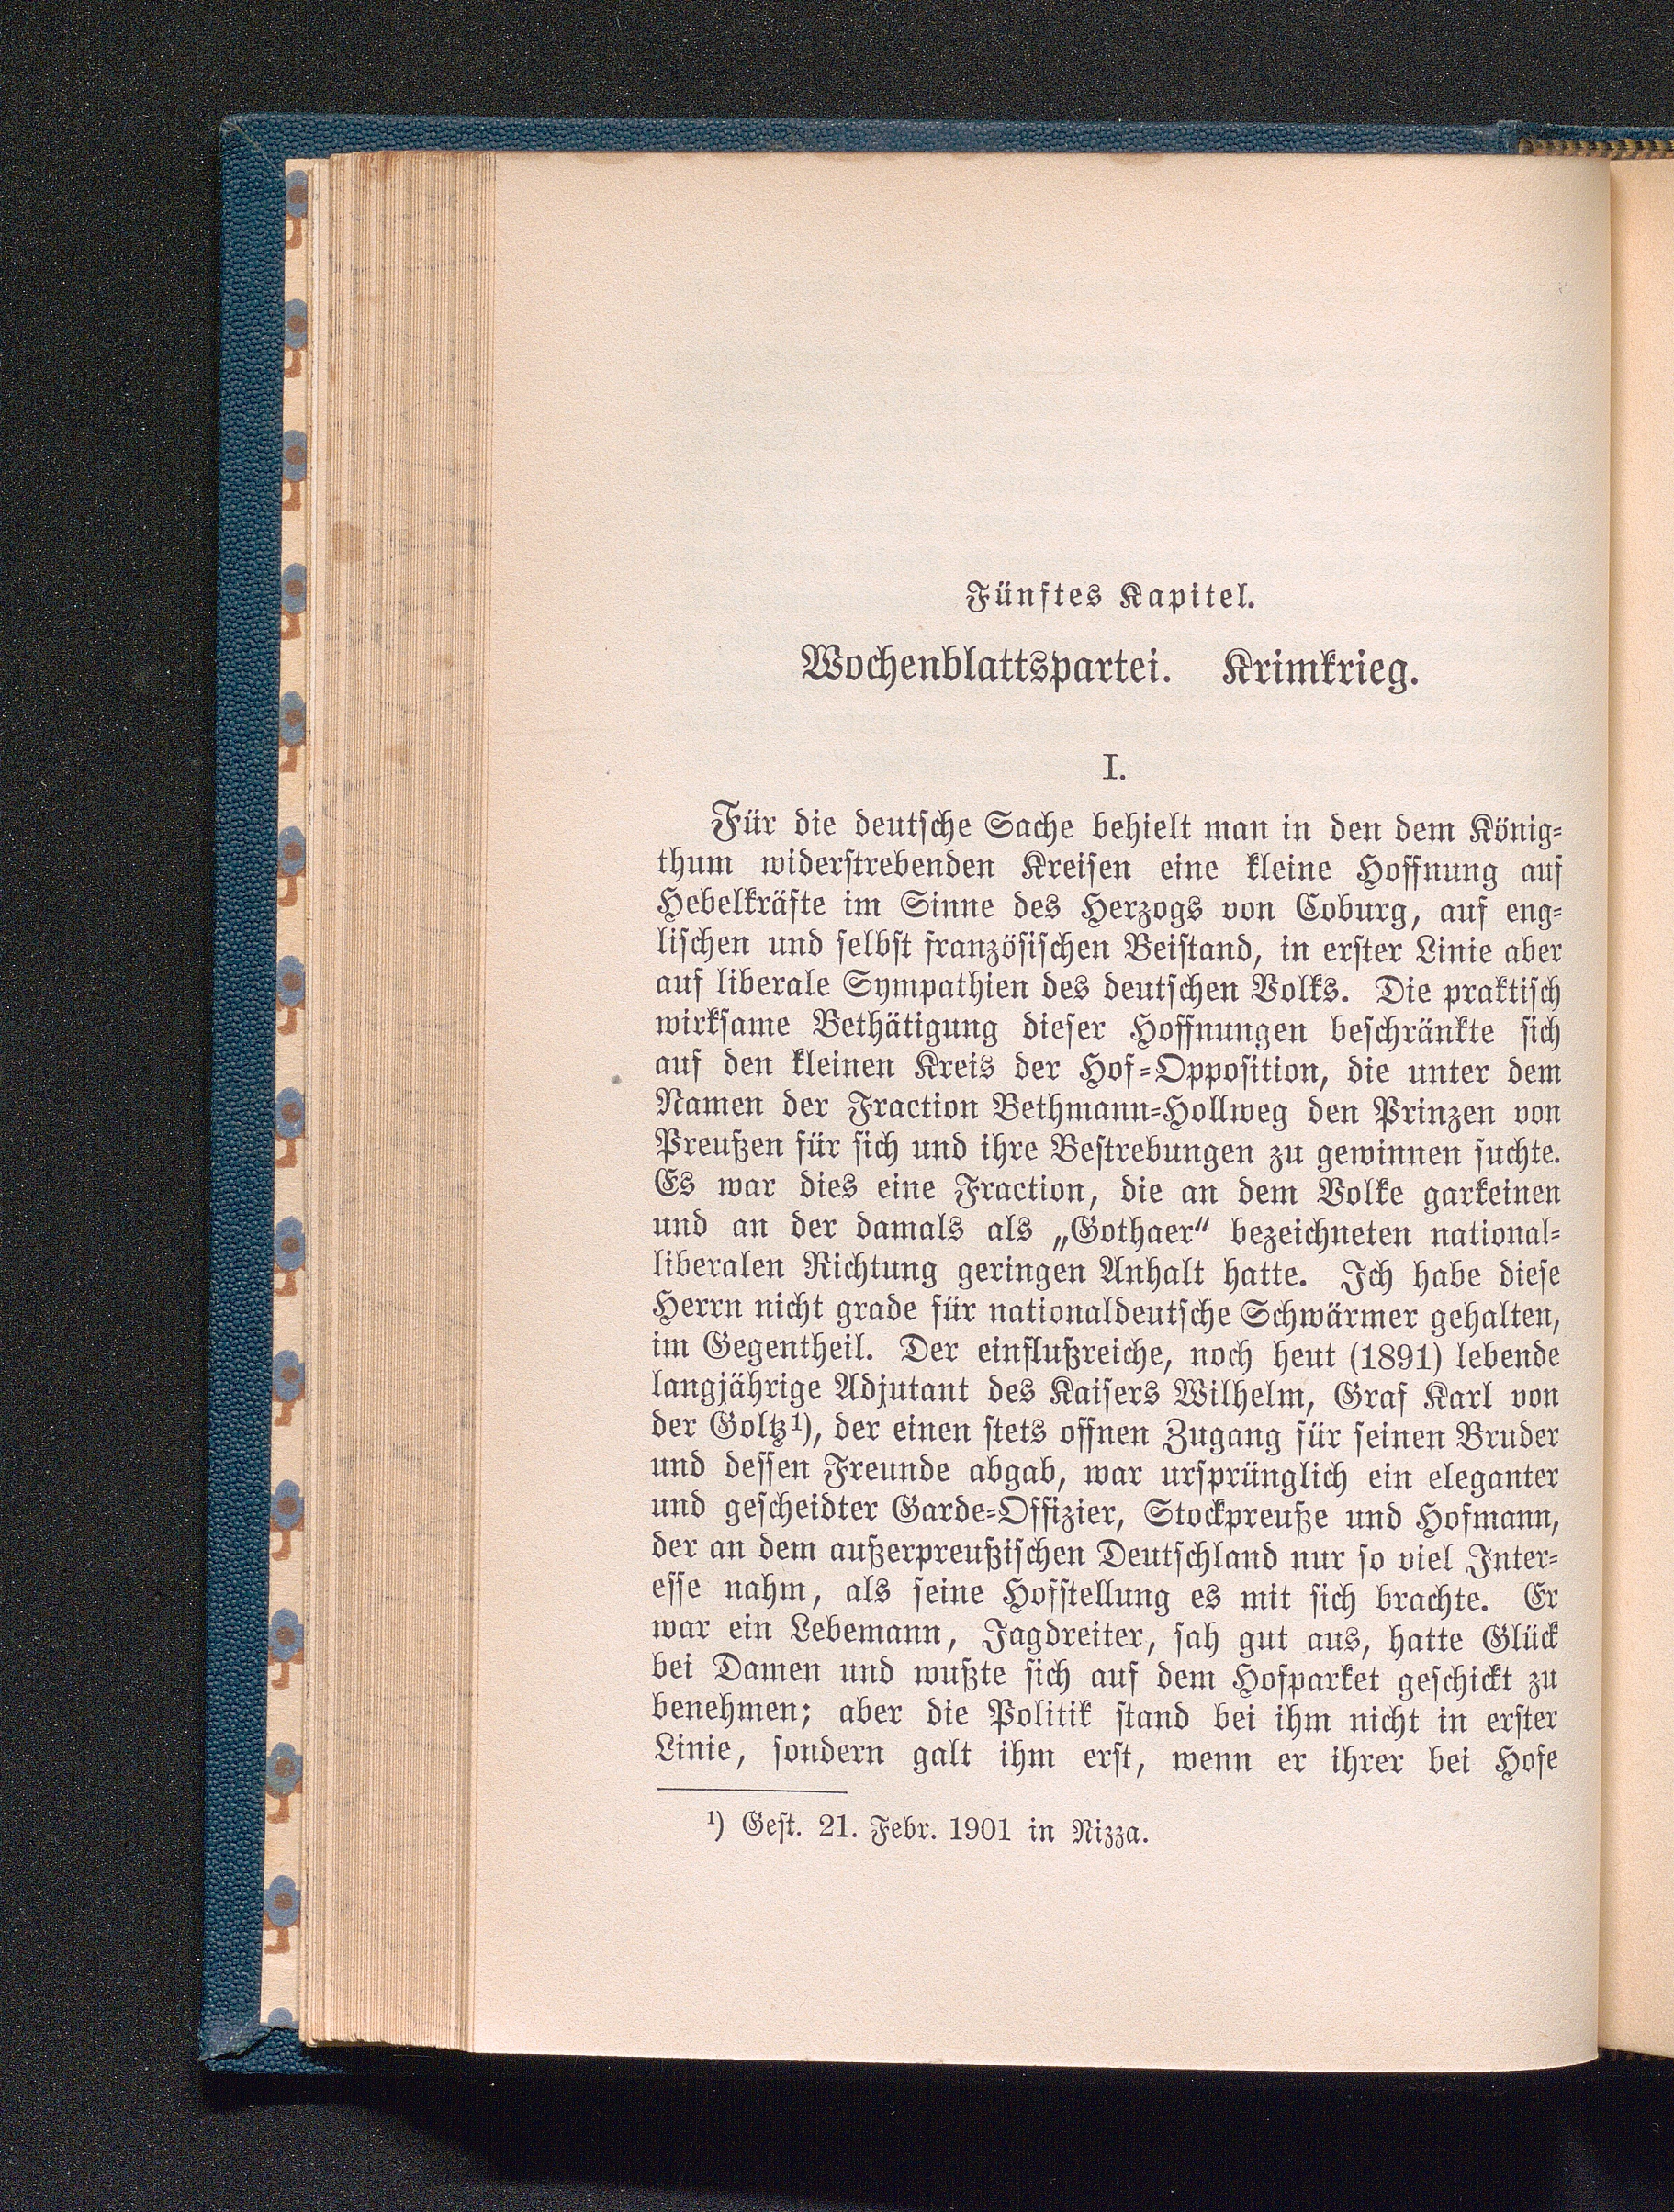 Fünftes Kapitel.
Wochenblattspartei. Krimkrieg.
I.
Für die deutsche Sache behielt man in den dem König-
thum widerstrebenden Kreisen eine kleine Hoffnung auf
Hebelkräfte im Sinne des Herzogs von Coburg, auf eng-
lischen und selbst französischen Beistand, in erster Linie aber
auf liberale Sympathien des deutschen Volks. Die praktisch
wirksame Bethätigung dieser Hoffnungen beschränkte sich
auf den kleinen Kreis der Hof-Opposition, die unter dem
Namen der Fraction Bethmann-Hollweg den Prinzen von
Preußen für sich und ihre Bestrebungen zu gewinnen suchte.
Es war dies eine Fraction, die an dem Volke garkeinen
und an der damals als „Gothaer“ bezeichneten national-
liberalen Richtung geringen Anhalt hatte. Ich habe diese
Herrn nicht grade für nationaldeutsche Schwärmer gehalten,
im Gegentheil. Der einflußreiche, noch heut (1891) lebende
langjährige Adjutant des Kaisers Wilhelm, Graf Karl von
der Goltz¹), der einen stets offnen Zugang für seinen Bruder
und dessen Freunde abgab, war ursprünglich ein eleganter
und gescheidter Garde-Offizier, Stockpreuße und Hofmann,
der an dem außerpreußischen Deutschland nur so viel Inter-
esse nahm, als seine Hofstellung es mit sich brachte. Er
war ein Lebemann, Jagdreiter, sah gut aus, hatte Glück
bei Damen und wußte sich auf dem Hofparket geschickt zu
benehmen; aber die Politik stand bei ihm nicht in erster
Linie, sondern galt ihm erst, wenn er ihrer bei Hofe
¹) Gest. 21. Febr. 1901 in Nizza.